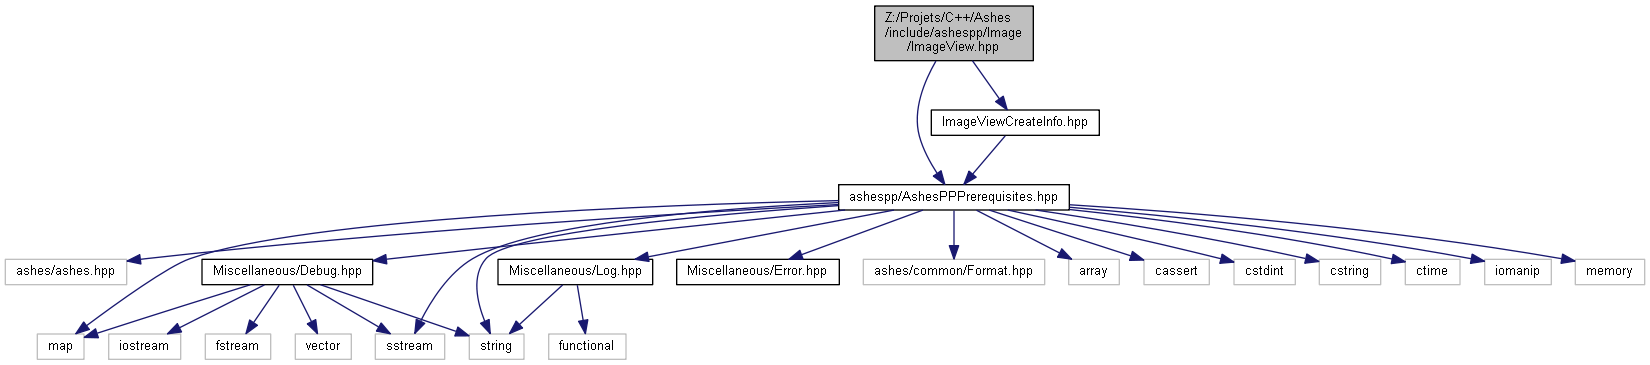 Z:/Projets/C++/Ashes
/include/ashespp/Image
/ImageView.hpp
ImageViewCreateInfo.hpp
ashespp/AshesPPPrerequisites.hpp
ashes/ashes.hpp
Miscellaneous/Debug.hpp
Miscellaneous/Log.hpp
Miscellaneous/Error.hpp
ashes/common/Format.hpp
array
cassert
cstdint
cstring
ctime
iomanip
memory
map
iostream
fstream
vector
sstream
string
functional